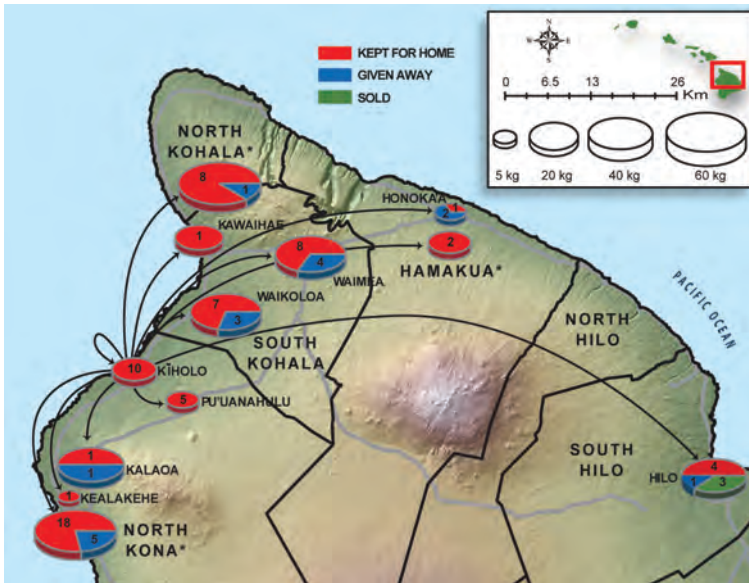 KEPT FOR HOME
GIVEN AWAY
SOLD
N
W E
S
0 6.5 13 26
Km
5 kg 20 kg 40 kg 60 kg
NORTH
KOHALA*
8
1
KAWAIHAE
1
HONOKAA
1
2
8
4
WAIMEA
2
HAMAKUA*
7
3
WAIKOLOA
SOUTH
KOHALA
PACIFIC OCEAN
NORTH
HILO
10
KĪHOLO
5
PU'UANAHULU
SOUTH
HILO
1
1
KALAOA
1
KEALAKEHE
HILO
4
1
3
18
5
NORTH
KONA*